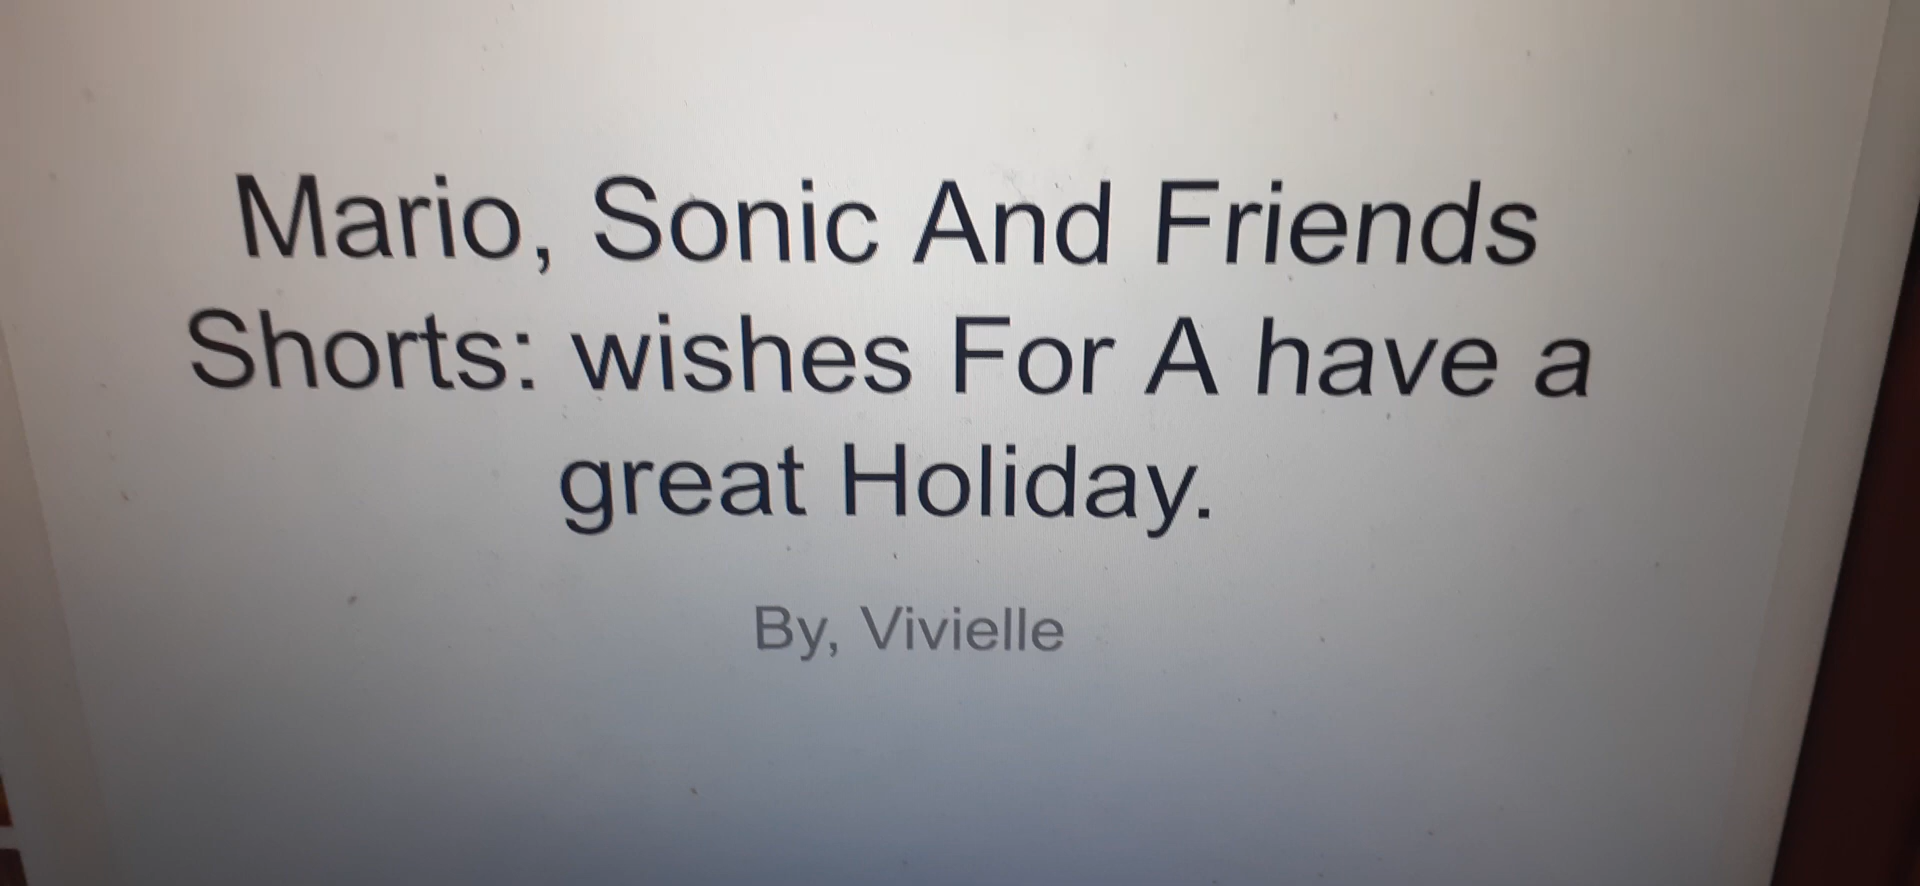 Mario, Sonic And Friends
Shorts: wishes For A have a
great Holiday.
By, Vivielle